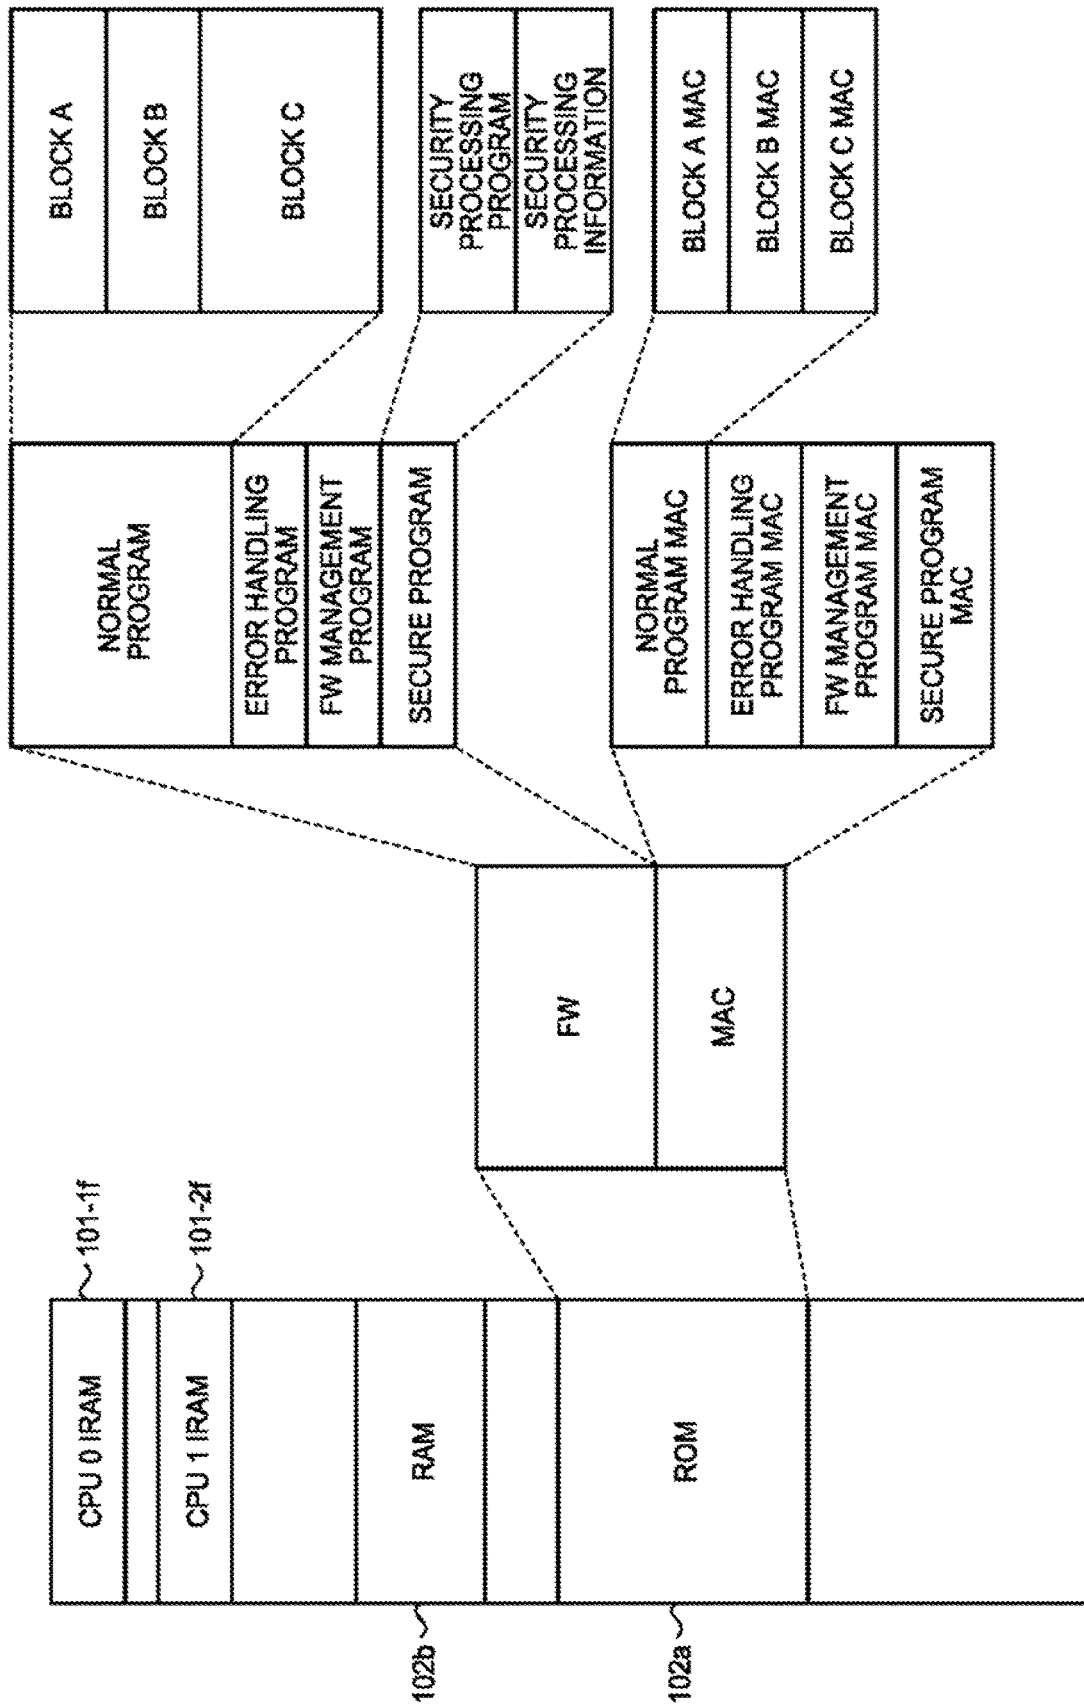 CPU 0 IRAM
101-1f
CPU 1 IRAM
101-2f
RAM
102b
ROM
102a
FW
MAC
NORMAL
PROGRAM
ERROR HANDLING
PROGRAM
FW MANAGEMENT
PROGRAM
SECURE PROGRAM
NORMAL
PROGRAM MAC
ERROR HANDLING
PROGRAM MAC
FW MANAGEMENT
PROGRAM MAC
SECURE PROGRAM
MAC
BLOCK A
BLOCK B
BLOCK C
SECURITY
PROCESSING
PROGRAM
SECURITY
PROCESSING
INFORMATION
BLOCK A MAC
BLOCK B MAC
BLOCK C MAC